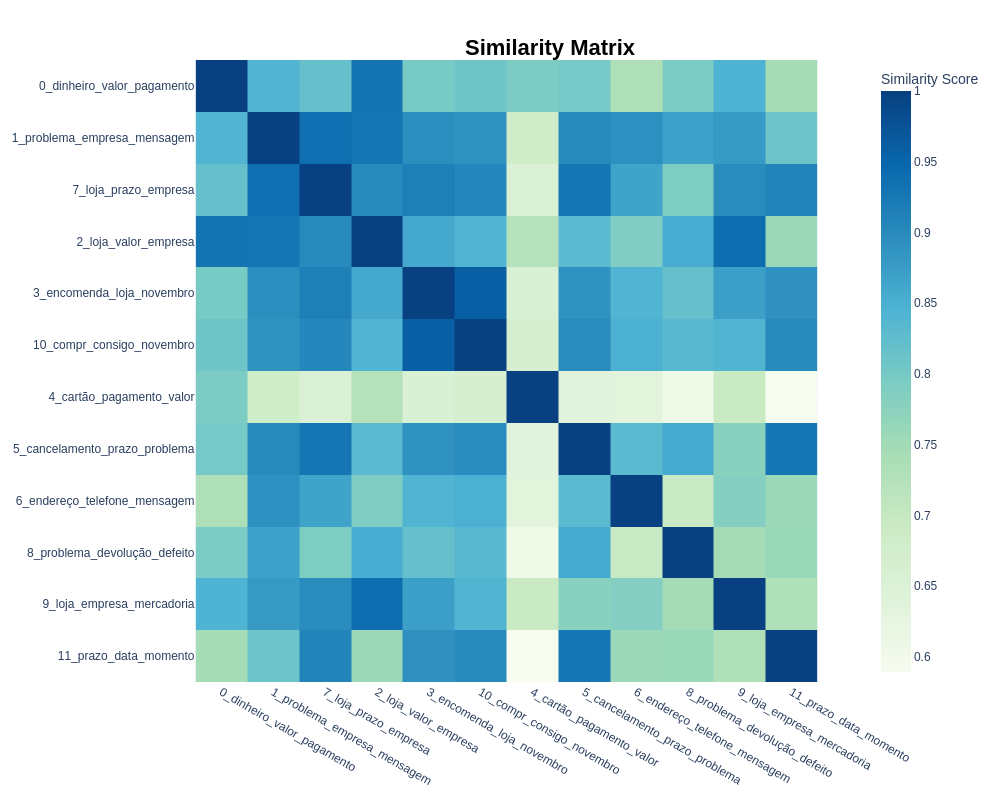 Similarity Matrix
Similarity Score
0_dinheiro_valor_pagamento
1_problema_empresa_mensagem
7_loja_prazo_empresa
2_loja_valor_empresa
3_encomenda_loja_novembro
10_compr_consigo_novembro
4_cartão_pagamento_valor
5_cancelamento_prazo_problema
6_endereço_telefone_mensagem
8_problema_devolução_defeito
9_loja_empresa_mercadoria
11_prazo_data_momento
1
0.95
0.9
0.85
0.8
0.75
0.7
0.65
0.6
0_dinheiro_valor_pagamento
1_problema_empresa_mensagem
7_loja_prazo_empresa
2_loja_valor_empresa
3_encomenda_loja_novembro
10_compr_consigo_novembro
4_cartão_pagamento_valor
5_cancelamento_prazo_problema
6_endereço_telefone_mensagem
8_problema_devolução_defeito
9_loja_empresa_mercadoria
11_prazo_data_momento